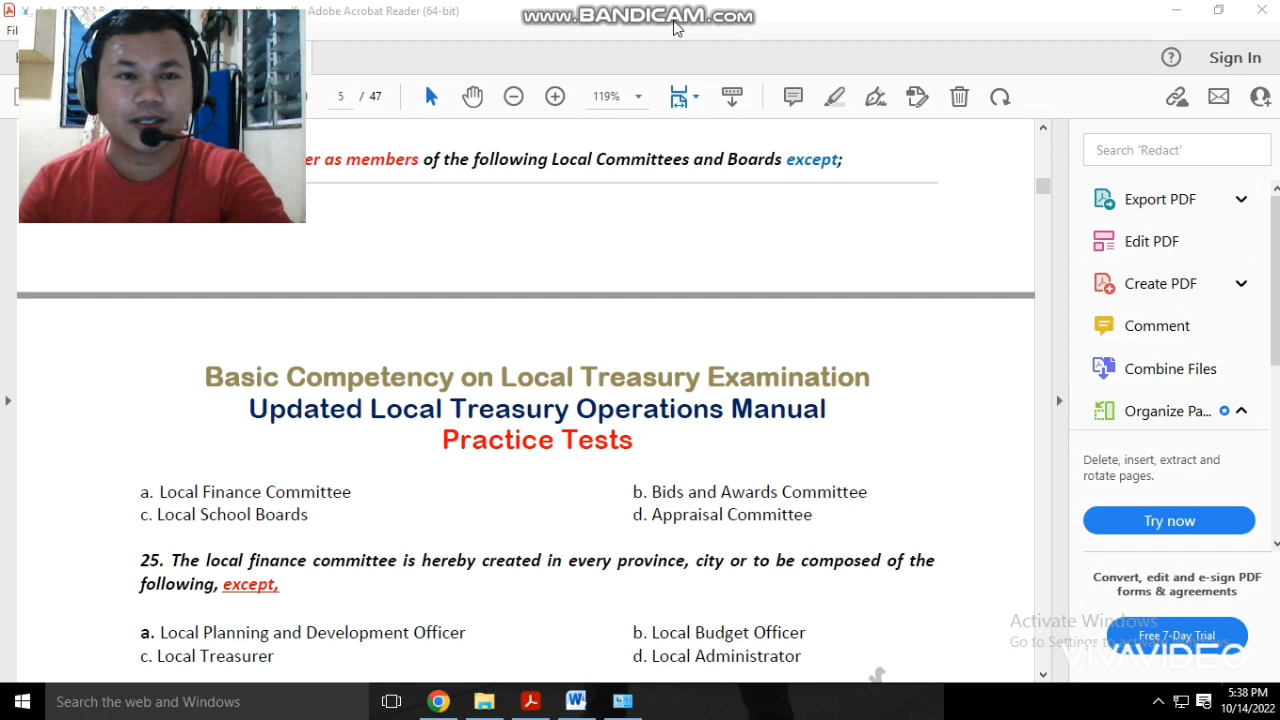 Adobe Acrobat Reader (64-bit)
www.BANDICAM.com
Sign In
5 / 47
119%
er as members of the following Local Committees and Boards except;
Basic Competency on Local Treasury Examination
Updated Local Treasury Operations Manual
Practice Tests
a. Local Finance Committee
b. Bids and Awards Committee
c. Local School Boards
d. Appraisal Committee
25. The local finance committee is hereby created in every province, city or to be composed of the
following, except,
a. Local Planning and Development Officer
b. Local Budget Officer
c. Local Treasurer
d. Local Administrator
Search 'Redact'
Export PDF
Edit PDF
Create PDF
Comment
Combine Files
Organize Pa...
Delete, insert, extract and
rotate pages.
Try now
Convert, edit and e-sign PDF
forms & agreements
Free 7-Day Trial
Activate Windows
Go to Settings to activate Windows.
VIVAVIDEO
Search the web and Windows
5:38 PM
10/14/2022